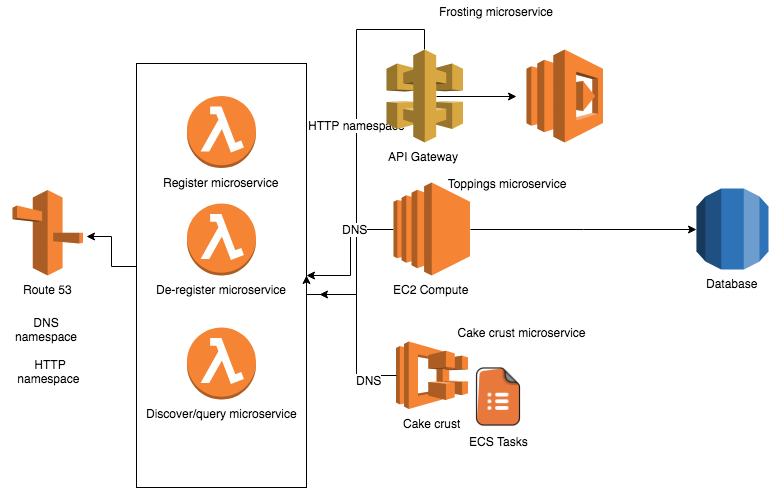 Frosting microservice
HTTP namespace
API Gateway
Register microservice
Toppings microservice
DNS
De-register microservice
EC2 Compute
Route 53
Database
DNS
namespace
HTTP
namespace
Cake crust microservice
DNS
Discover/query microservice
Cake crust
ECS Tasks